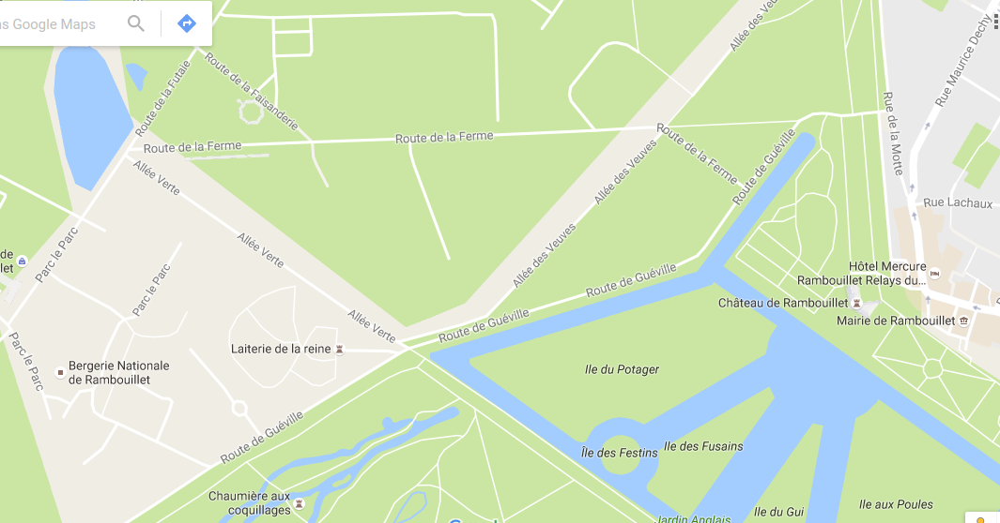 ns Google Maps
Allée des Veuves
Rue Maurice Dechy
Route de la Futaie
Route de la Faisanderie
Rue de la Motte
Route de la Ferme
Route de la Ferme
Route de la Ferme
Route de Guéville
Allée des Veuves
Allée Verte
Rue Lachaux
Allée Verte
Parc le Parc
de
let
Parc le Parc
Allée des Veuves
Route de Guéville
Hôtel Mercure
Rambouillet Relays du...
Château de Rambouillet
Mairie de Rambouillet
Allée Verte
Route de Guéville
Laiterie de la reine
Parc le Parc
Bergerie Nationale
de Rambouillet
Ile du Potager
Route de Guéville
Île des Festins
Ile des Fusains
Chaumière aux
coquillages
Ile aux Poules
Ile du Gui
Jardin Anglais